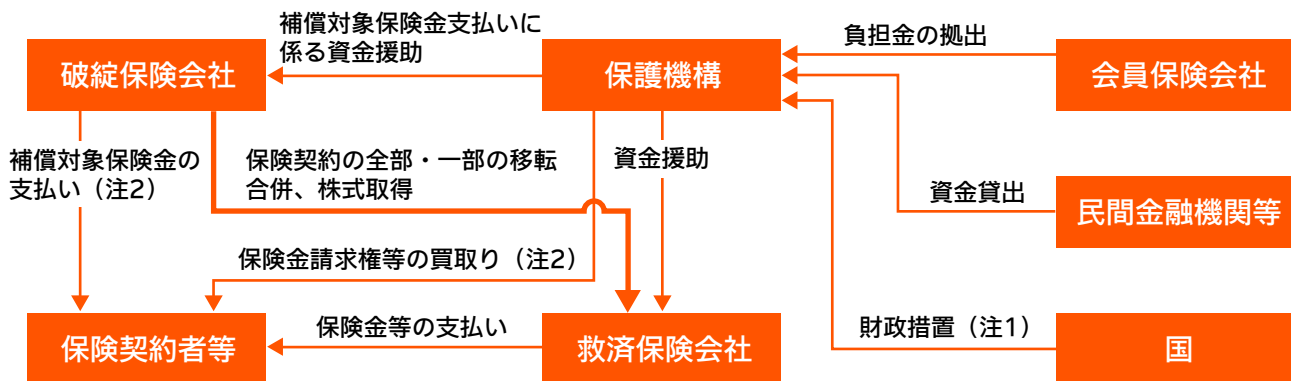 補償対象保険金支払いに
係る資金援助
負担金の拠出
破綻保険会社
保護機構
会員保険会社
補償対象保険金の
支払い（注2）
保険契約の全部・一部の移転
合併、株式取得
資金援助
資金貸出
民間金融機関等
保険金請求権等の買取り（注2）
保険契約者等
保険金等の支払い
救済保険会社
財政措置（注1）
国